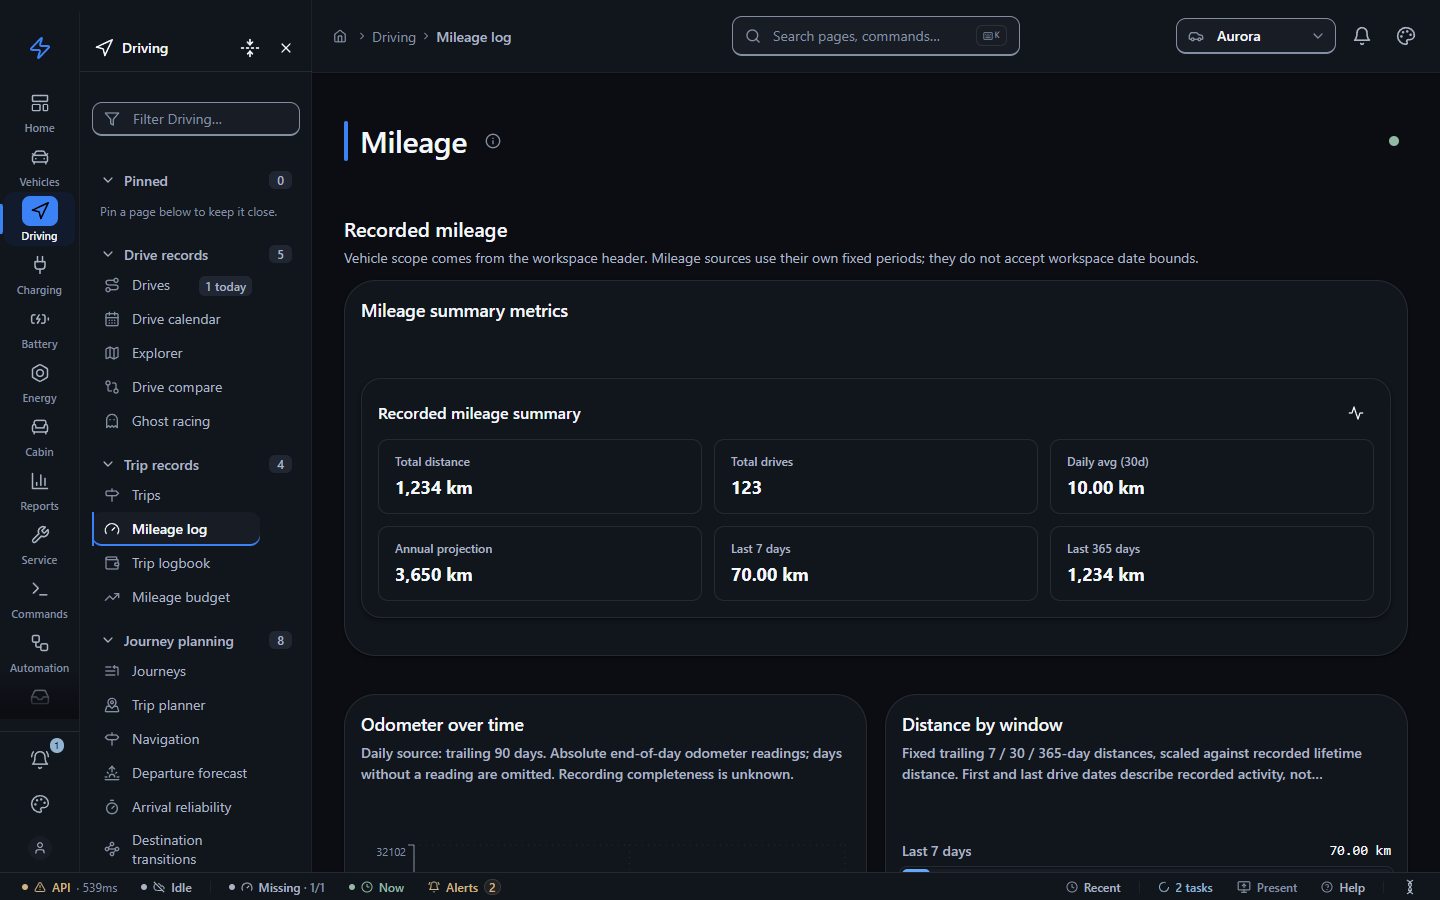 Driving
Driving
Mileage log
Search pages, commands...
K
Aurora
Home
Vehicles
Driving
Charging
Battery
Energy
Cabin
Reports
Service
Commands
Automation
1
Filter Driving...
Pinned
0
Pin a page below to keep it close.
Drive records
5
Drives
1 today
Drive calendar
Explorer
Drive compare
Ghost racing
Trip records
4
Trips
Mileage log
Trip logbook
Mileage budget
Journey planning
8
Journeys
Trip planner
Navigation
Departure forecast
Arrival reliability
Destination
transitions
Mileage
Recorded mileage
Vehicle scope comes from the workspace header. Mileage sources use their own fixed periods; they do not accept workspace date bounds.
Mileage summary metrics
Recorded mileage summary
Total distance
1,234 km
Total drives
123
Daily avg (30d)
10.00 km
Annual projection
3,650 km
Last 7 days
70.00 km
Last 365 days
1,234 km
Odometer over time
Daily source: trailing 90 days. Absolute end-of-day odometer readings; days
without a reading are omitted. Recording completeness is unknown.
32102
Distance by window
Fixed trailing 7 / 30 / 365-day distances, scaled against recorded lifetime
distance. First and last drive dates describe recorded activity, not...
Last 7 days
70.00 km
API · 539ms
Idle
Missing · 1/1
Now
Alerts 2
Recent
2 tasks
Present
Help